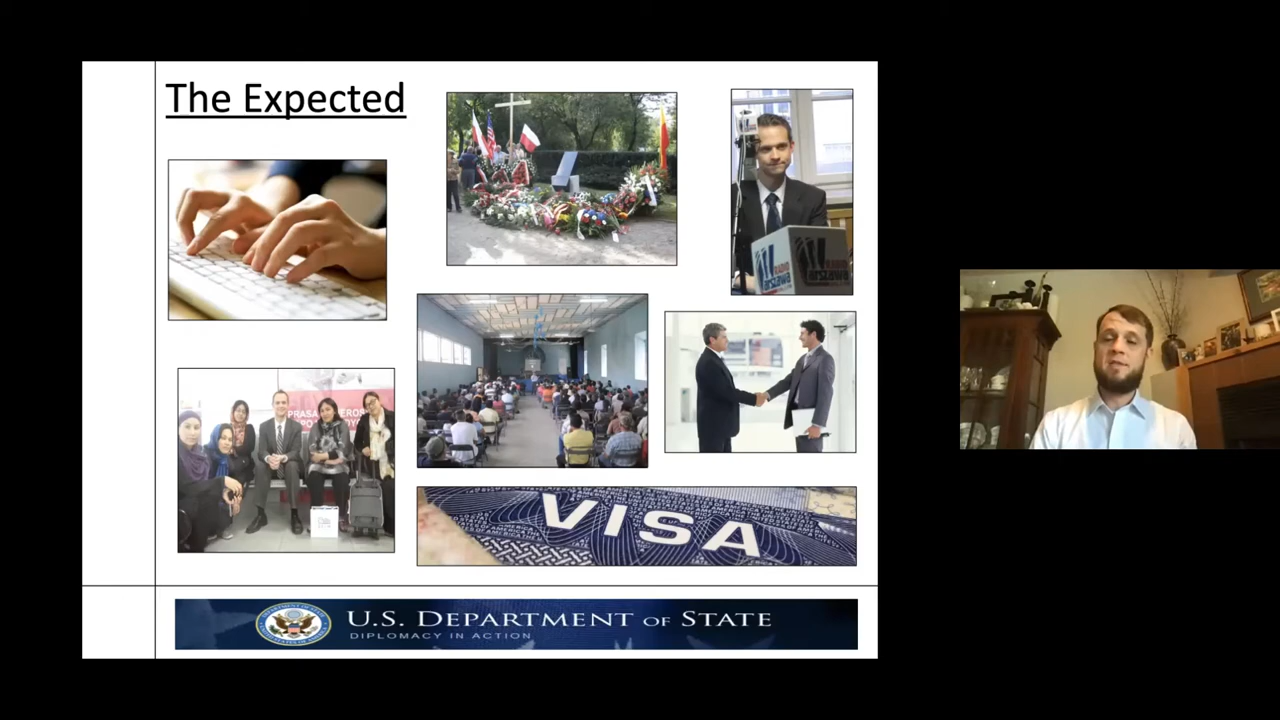 The Expected
VISA
U.S. DEPARTMENT OF STATE
DIPLOMACY IN ACTION